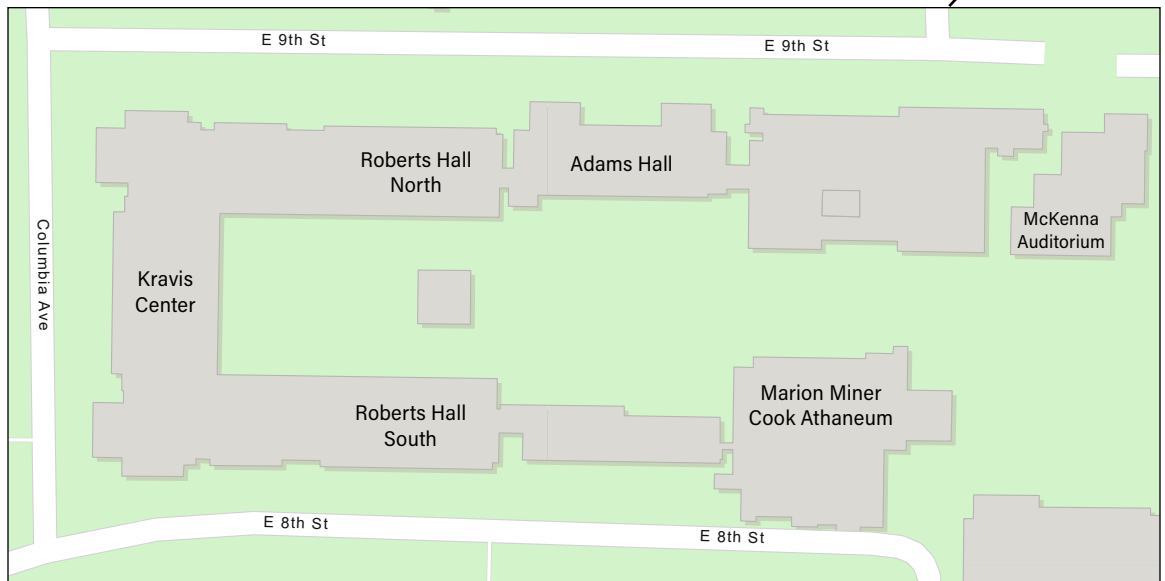 E 9th St
E 9th St
Roberts Hall
North
Adams Hall
McKenna
Auditorium
Columbia Ave
Kravis
Center
Marion Miner
Cook Athaneum
Roberts Hall
South
E 8th St
E 8th St